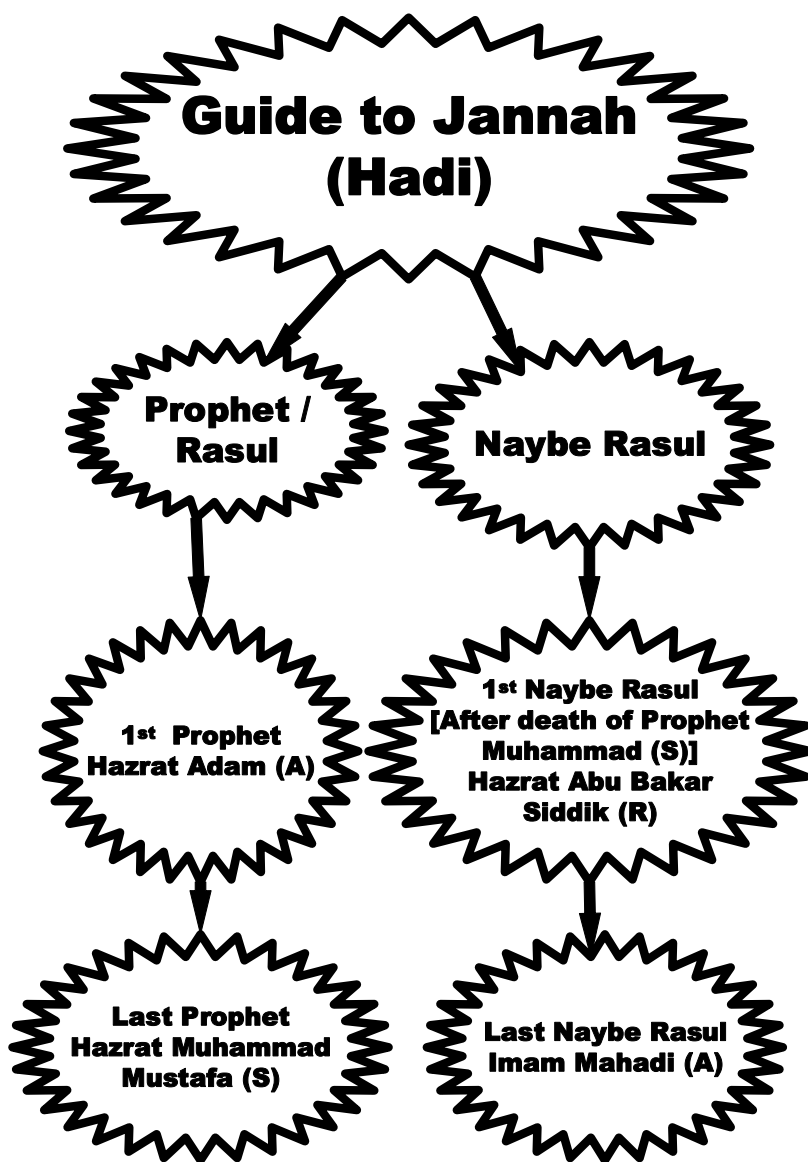 Guide to Jannah
(Hadi)
Prophet /
Rasul
Naybe Rasul
1st Prophet
Hazrat Adam (A)
1st Naybe Rasul
[After death of Prophet
Muhammad (S)]
Hazrat Abu Bakar
Siddik (R)
Last Prophet
Hazrat Muhammad
Mustafa (S)
Last Naybe Rasul
Imam Mahadi (A)